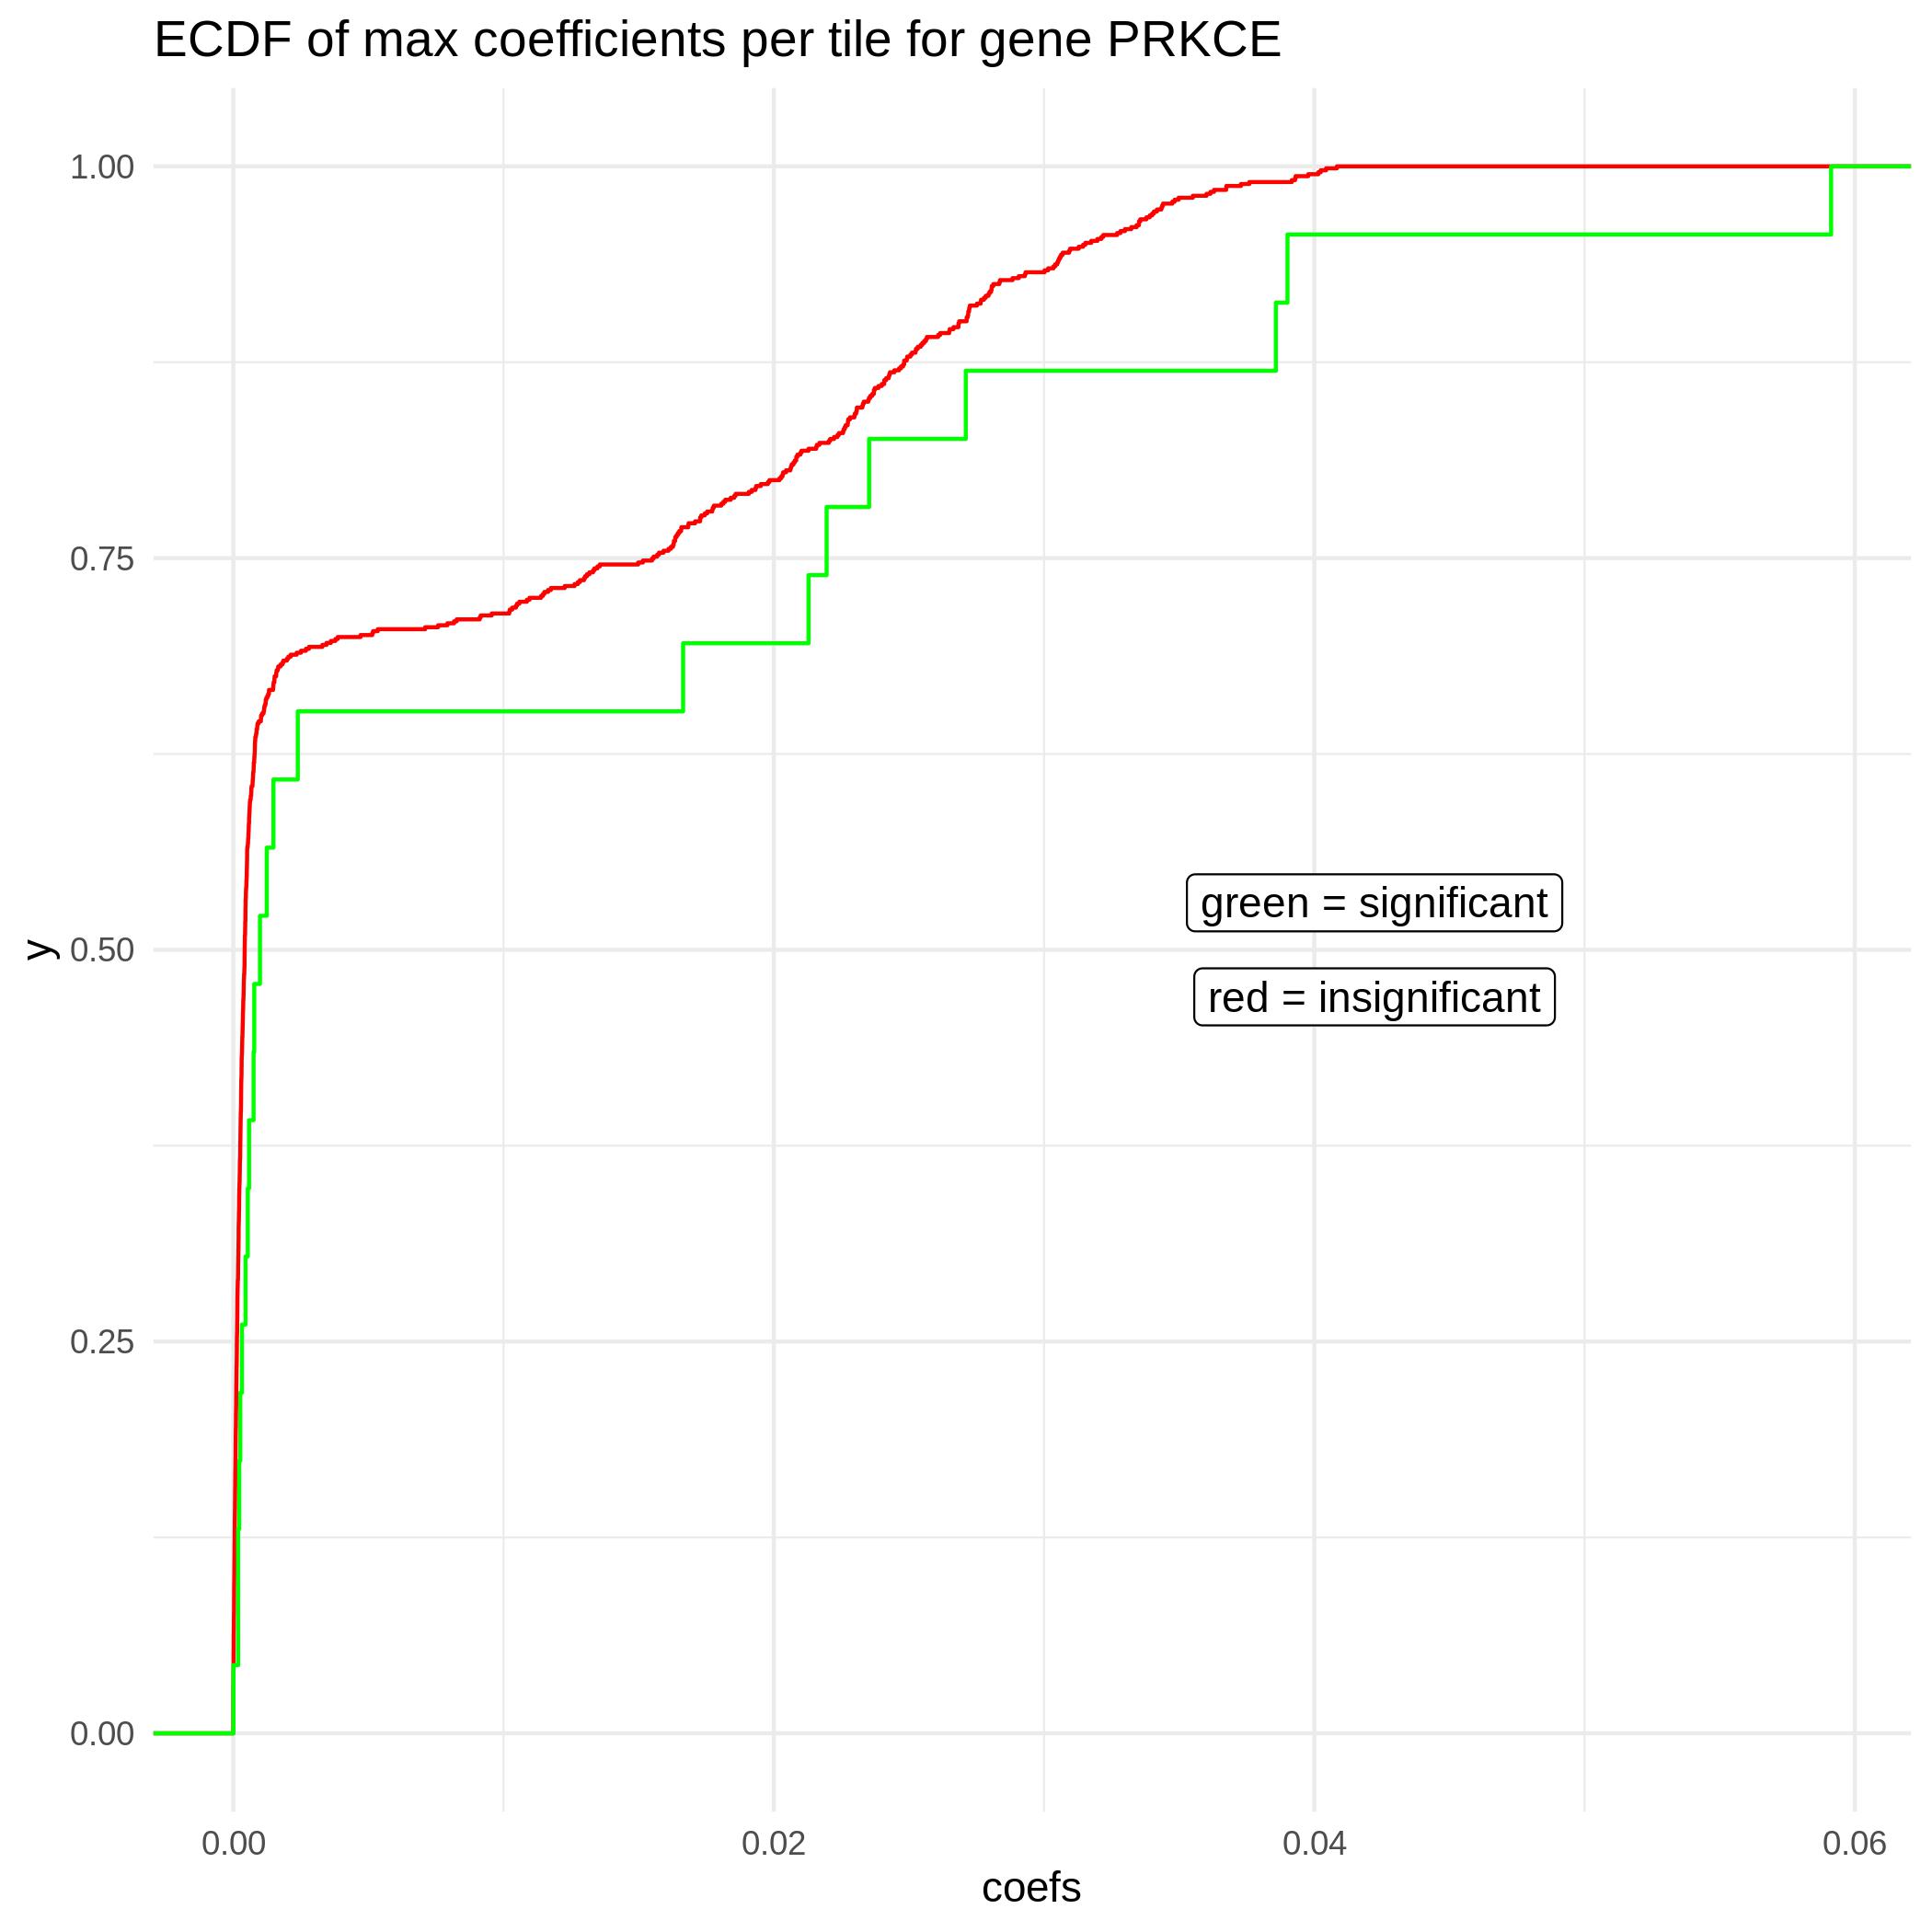 ECDF of max coefficients per tile for gene PRKCE
1.00
0.75
0.50
0.25
0.00
y
green = significant
red = insignificant
0.00 0.02 0.04 0.06
coefs